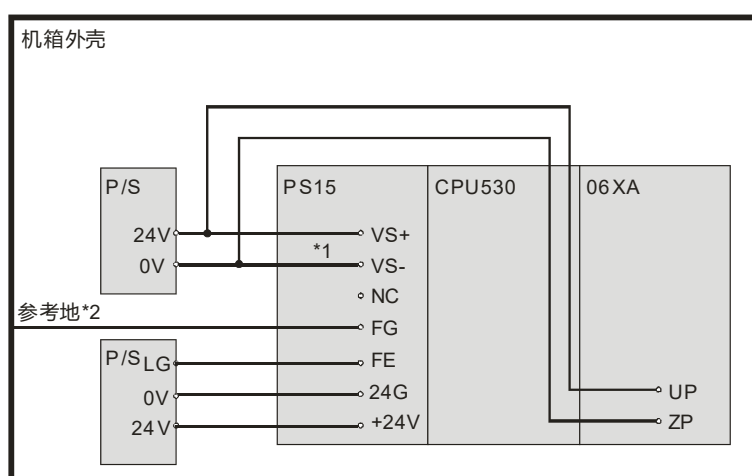 机箱外壳
P/S
PS15
CPU530
06XA
24V
VS+
*1
0V
VS-
NC
参考地*2
FG
P/S
LG
FE
0V
24G
UP
24V
+24V
ZP